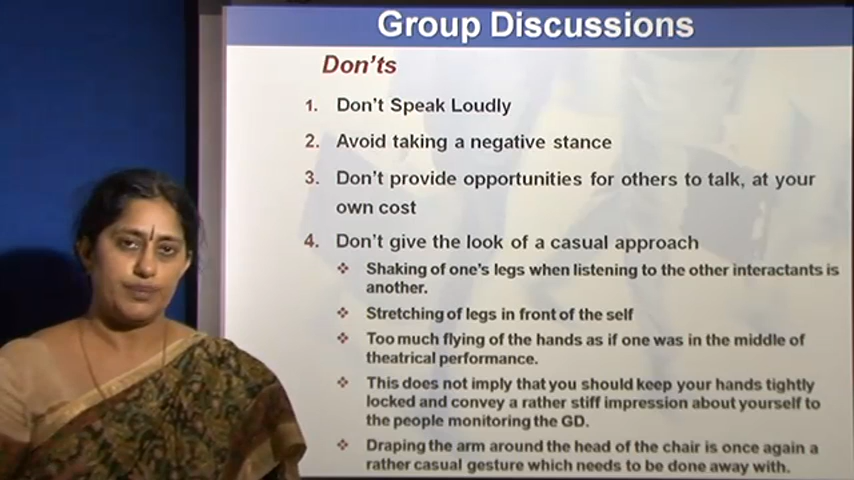 Group Discussions
Don'ts
1. Don't Speak Loudly
2. Avoid taking a negative stance
3. Don't provide opportunities for others to talk, at your
own cost
4. Don't give the look of a casual approach
❖ Shaking of one's legs when listening to the other interactants is
another.
❖ Stretching of legs in front of the self
❖ Too much flying of the hands as if one was in the middle of
theatrical performance.
❖ This does not imply that you should keep your hands tightly
locked and convey a rather stiff impression about yourself to
the people monitoring the GD.
❖ Draping the arm around the head of the chair is once again a
rather casual gesture which needs to be done away with.